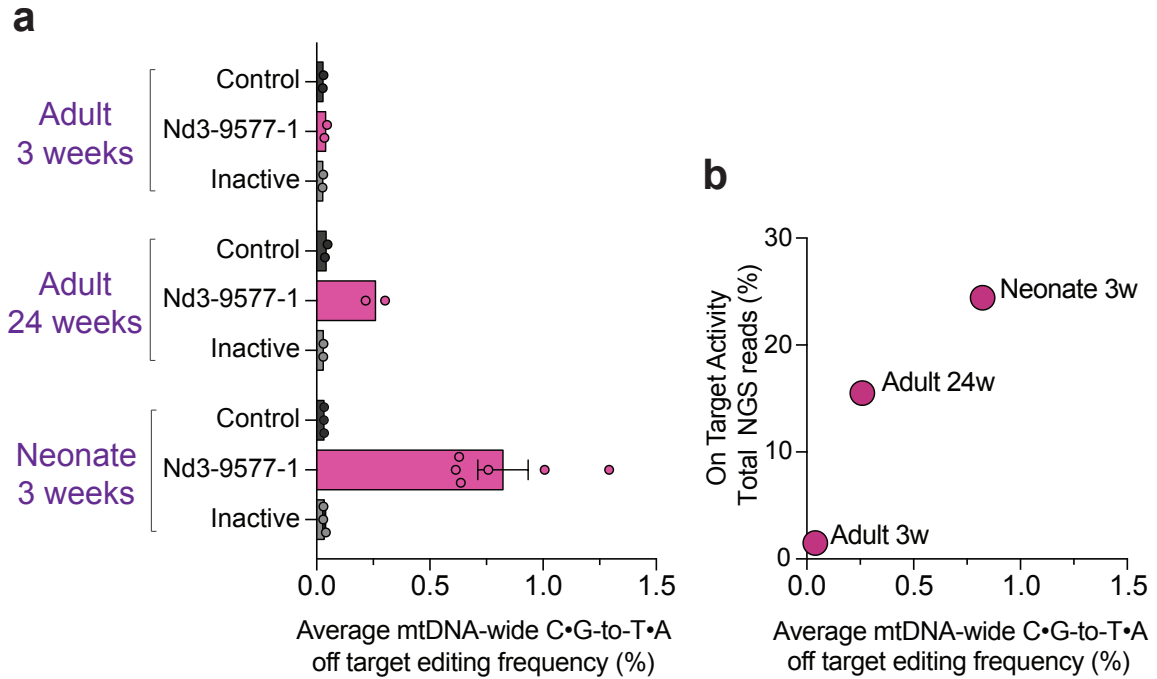 a
Adult
3 weeks
Control
Nd3-9577-1
Inactive
Adult
24 weeks
Control
Nd3-9577-1
Inactive
Neonate
3 weeks
Control
Nd3-9577-1
Inactive
0.0
0.5
1.0
1.5
Average mtDNA-wide C•G-to-T•A
off target editing frequency (%)
b
On Target Activity
Total NGS reads (%)
30
20
10
0
Neonate 3w
Adult 24w
Adult 3w
0.0
0.5
1.0
1.5
Average mtDNA-wide C•G-to-T•A
off target editing frequency (%)